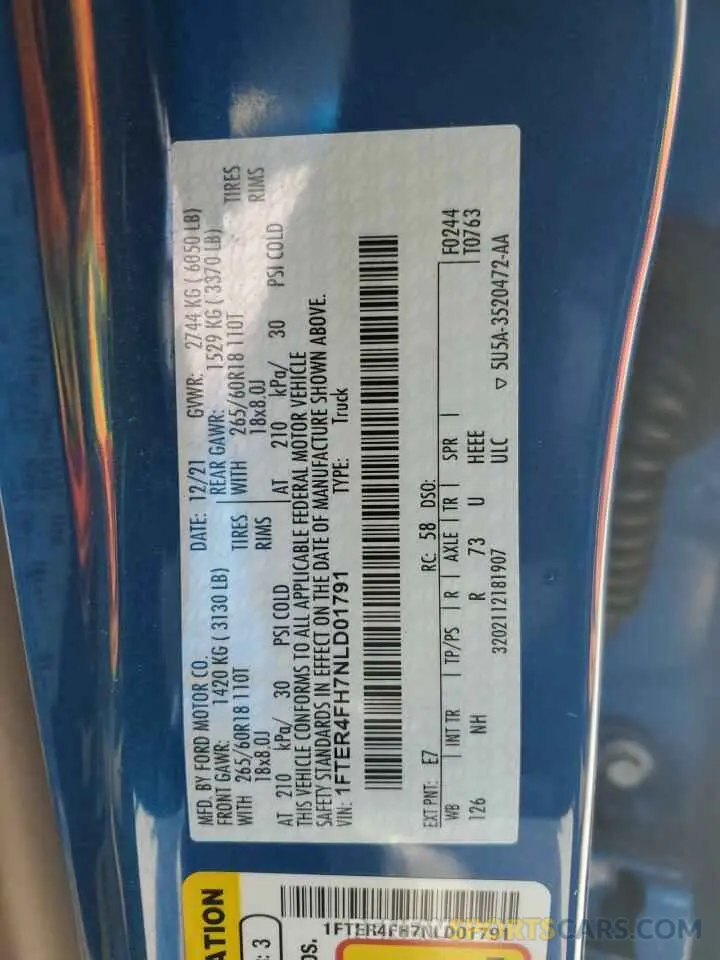 MFD. BY FORD MOTOR CO.
DATE: 12/21 GVWR: 2744 KG ( 6050 LB)
FRONT GAWR: 1420 KG ( 3130 LB) REAR GAWR: 1529 KG ( 3370 LB)
WITH 265/60R18 110T TIRES WITH 265/60R18 110T TIRES
18x8.0J RIMS 18x8.0J RIMS
AT 210 kPa/ 30 PSI COLD AT 210 kPa/ 30 PSI COLD
THIS VEHICLE CONFORMS TO ALL APPLICABLE FEDERAL MOTOR VEHICLE
SAFETY STANDARDS IN EFFECT ON THE DATE OF MANUFACTURE SHOWN ABOVE.
VIN: 1FTER4FH7NLD01791 TYPE: Truck
F0244
T0763
EXT PNT: E7 RC: 58 DSO:
WB INT TR TP/PS R AXLE TR SPR
126 NH R 73 U HEEE
3202112181907 ULC ▽ 5U5A-3520472-AA
ATION
: 3
OS.
1FTER4FH7NLD01791
SPORTSCARS.COM